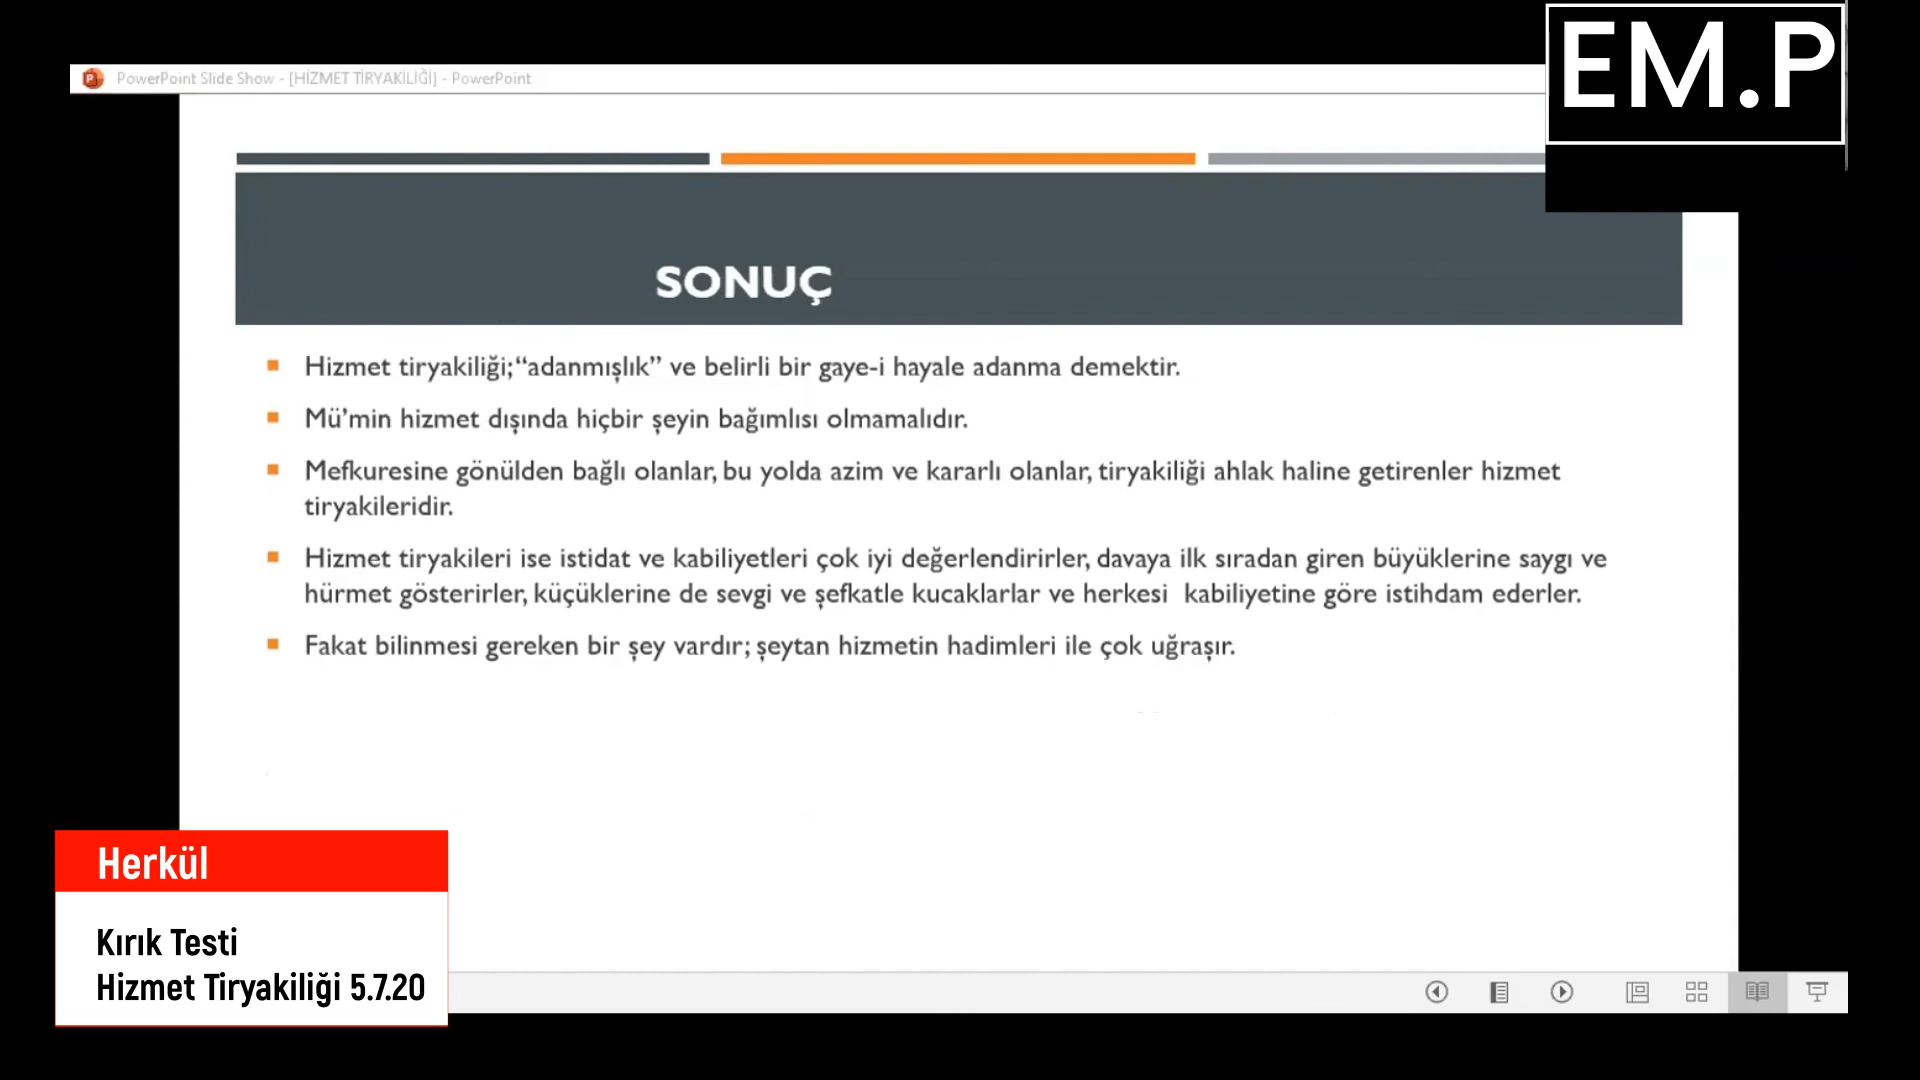 PowerPoint Slide Show - [HİZMET TİRYAKİLİĞİ] - PowerPoint
EM.P
SONUÇ
Hizmet tiryakiliği; “adanmışlık” ve belirli bir gaye-i hayale adanma demektir.
Mü’min hizmet dışında hiçbir şeyin bağımlısı olmamalıdır.
Mefkuresine gönülden bağlı olanlar, bu yolda azim ve kararlı olanlar, tiryakiliği ahlak haline getirenler hizmet
tiryakileridir.
Hizmet tiryakileri ise istidat ve kabiliyetleri çok iyi değerlendirirler, davaya ilk sıradan giren büyüklerine saygı ve
hürmet gösterirler, küçüklerine de sevgi ve şefkatle kucaklarlar ve herkesi kabiliyetine göre istihdam ederler.
Fakat bilinmesi gereken bir şey vardır; şeytan hizmetin hadimleri ile çok uğraşır.
Herkül
Kırık Testi
Hizmet Tiryakiliği 5.7.20